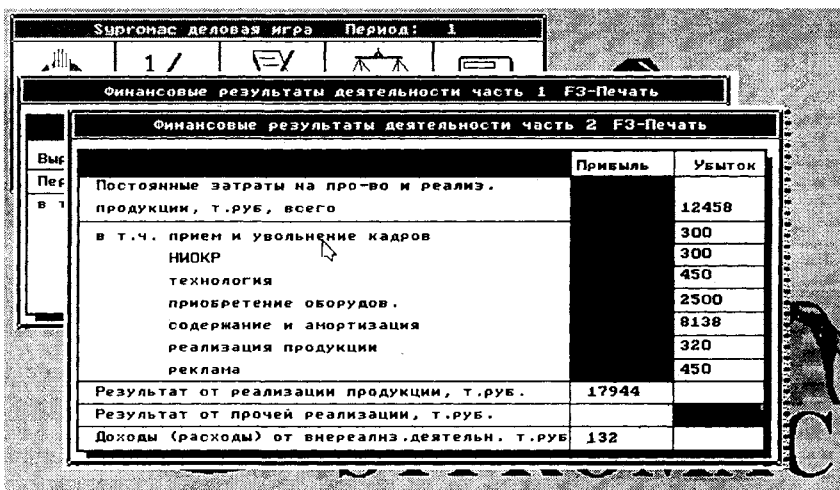 Sypromac деловая игра Период: 1
1
Финансовые результаты деятельности часть 1 F3-Печать
Финансовые результаты деятельности часть 2 F3-Печать
Прибыль Убыток
Постоянные затраты на про-во и реализ.
продукции, т.руб, всего 12458
в т.ч. прием и увольнение кадров 300
НИОКР 300
технология 450
приобретение оборудов. 2500
содержание и амортизация 8138
реализация продукции 320
реклама 450
Результат от реализации продукции, т.руб. 17944
Результат от прочей реализации, т.руб.
Доходы (расходы) от внереализ.деятельн. т.руб 132